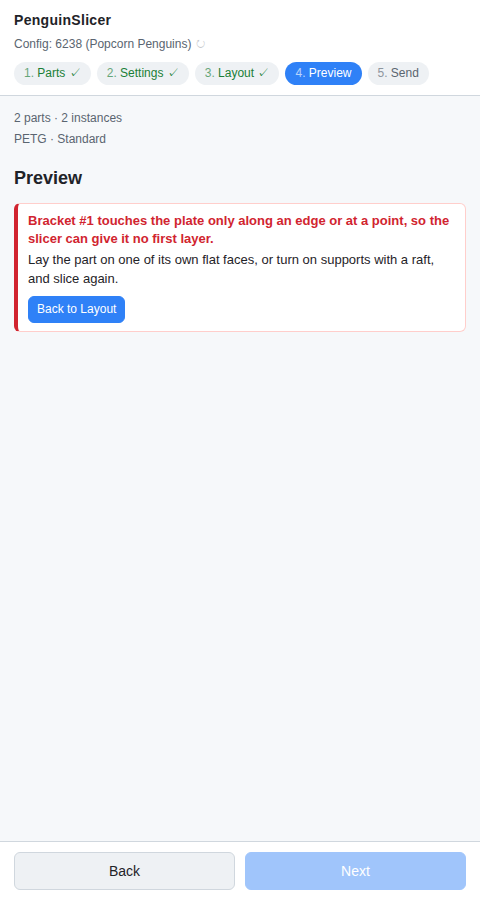 PenguinSlicer
Config: 6238 (Popcorn Penguins) ↻
1. Parts ✓ 2. Settings ✓ 3. Layout ✓ 4. Preview 5. Send
2 parts · 2 instances
PETG · Standard
Preview
Bracket #1 touches the plate only along an edge or at a point, so the
slicer can give it no first layer.
Lay the part on one of its own flat faces, or turn on supports with a raft,
and slice again.
Back to Layout
Back Next